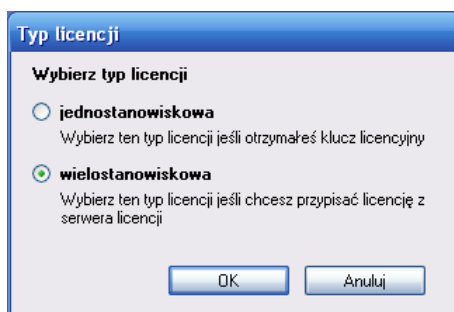 Typ licencji
Wybierz typ licencji
jednostanowiskowa
Wybierz ten typ licencji jeśli otrzymałeś klucz licencyjny
wielostanowiskowa
Wybierz ten typ licencji jeśli chcesz przypisać licencję z
serwera licencji
OK Anuluj